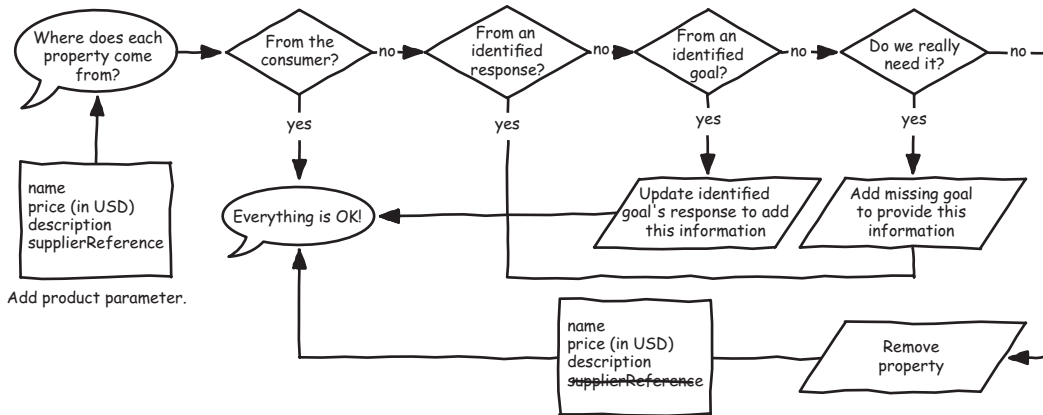 Where does each
property come
from?
From the
consumer?
no
From an
identified
response?
no
From an
identified
goal?
no
Do we really
need it?
no
yes
yes
yes
yes
name
price (in USD)
description
supplierReference
Add product parameter.
Everything is OK!
Update identified
goal's response to add
this information
Add missing goal
to provide this
information
name
price (in USD)
description
supplierReference
Remove
property